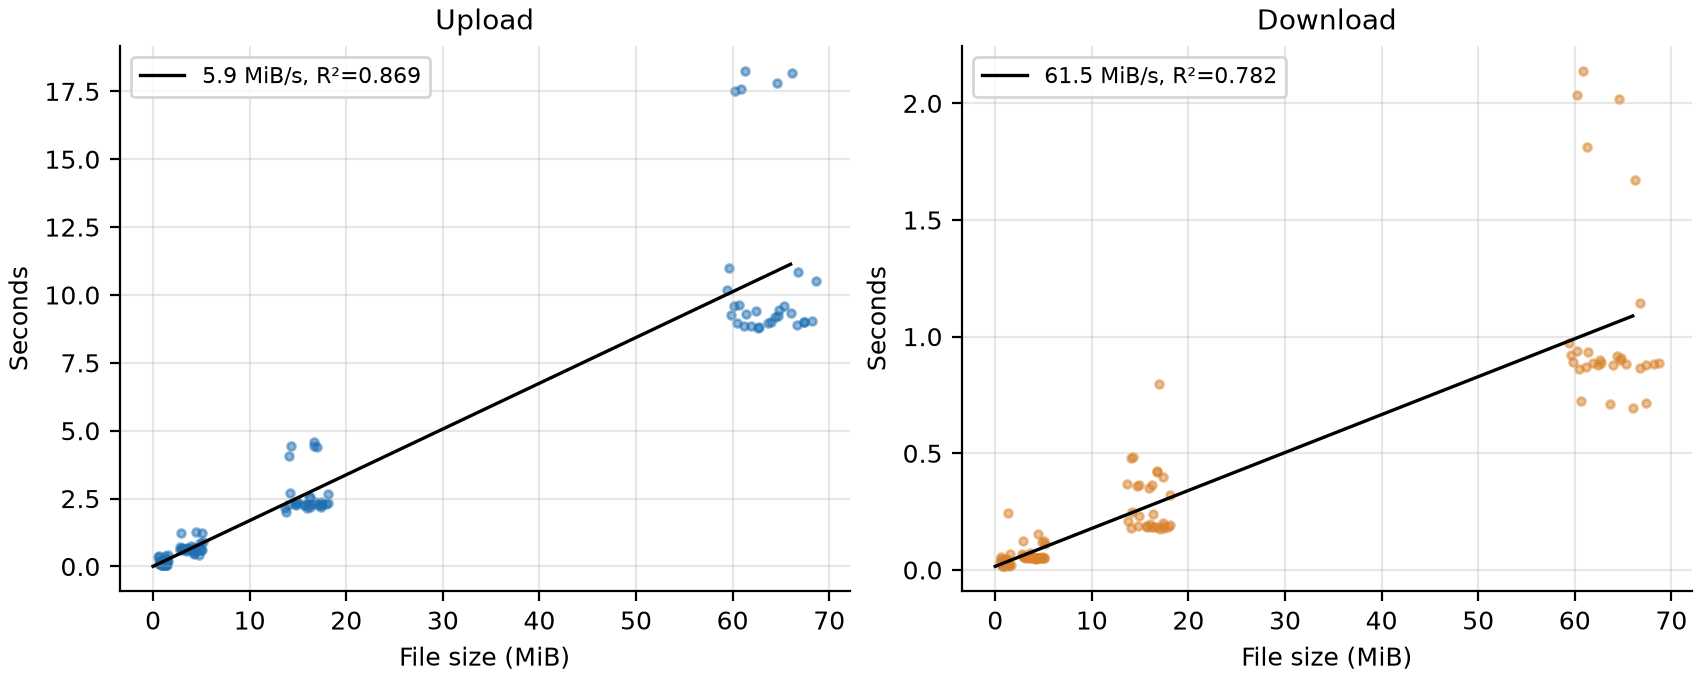 Upload
5.9 MiB/s, R²=0.869
17.5
15.0
12.5
10.0
7.5
5.0
2.5
0.0
Seconds
0 10 20 30 40 50 60 70
File size (MiB)
Download
61.5 MiB/s, R²=0.782
2.0
1.5
1.0
0.5
0.0
Seconds
0 10 20 30 40 50 60 70
File size (MiB)